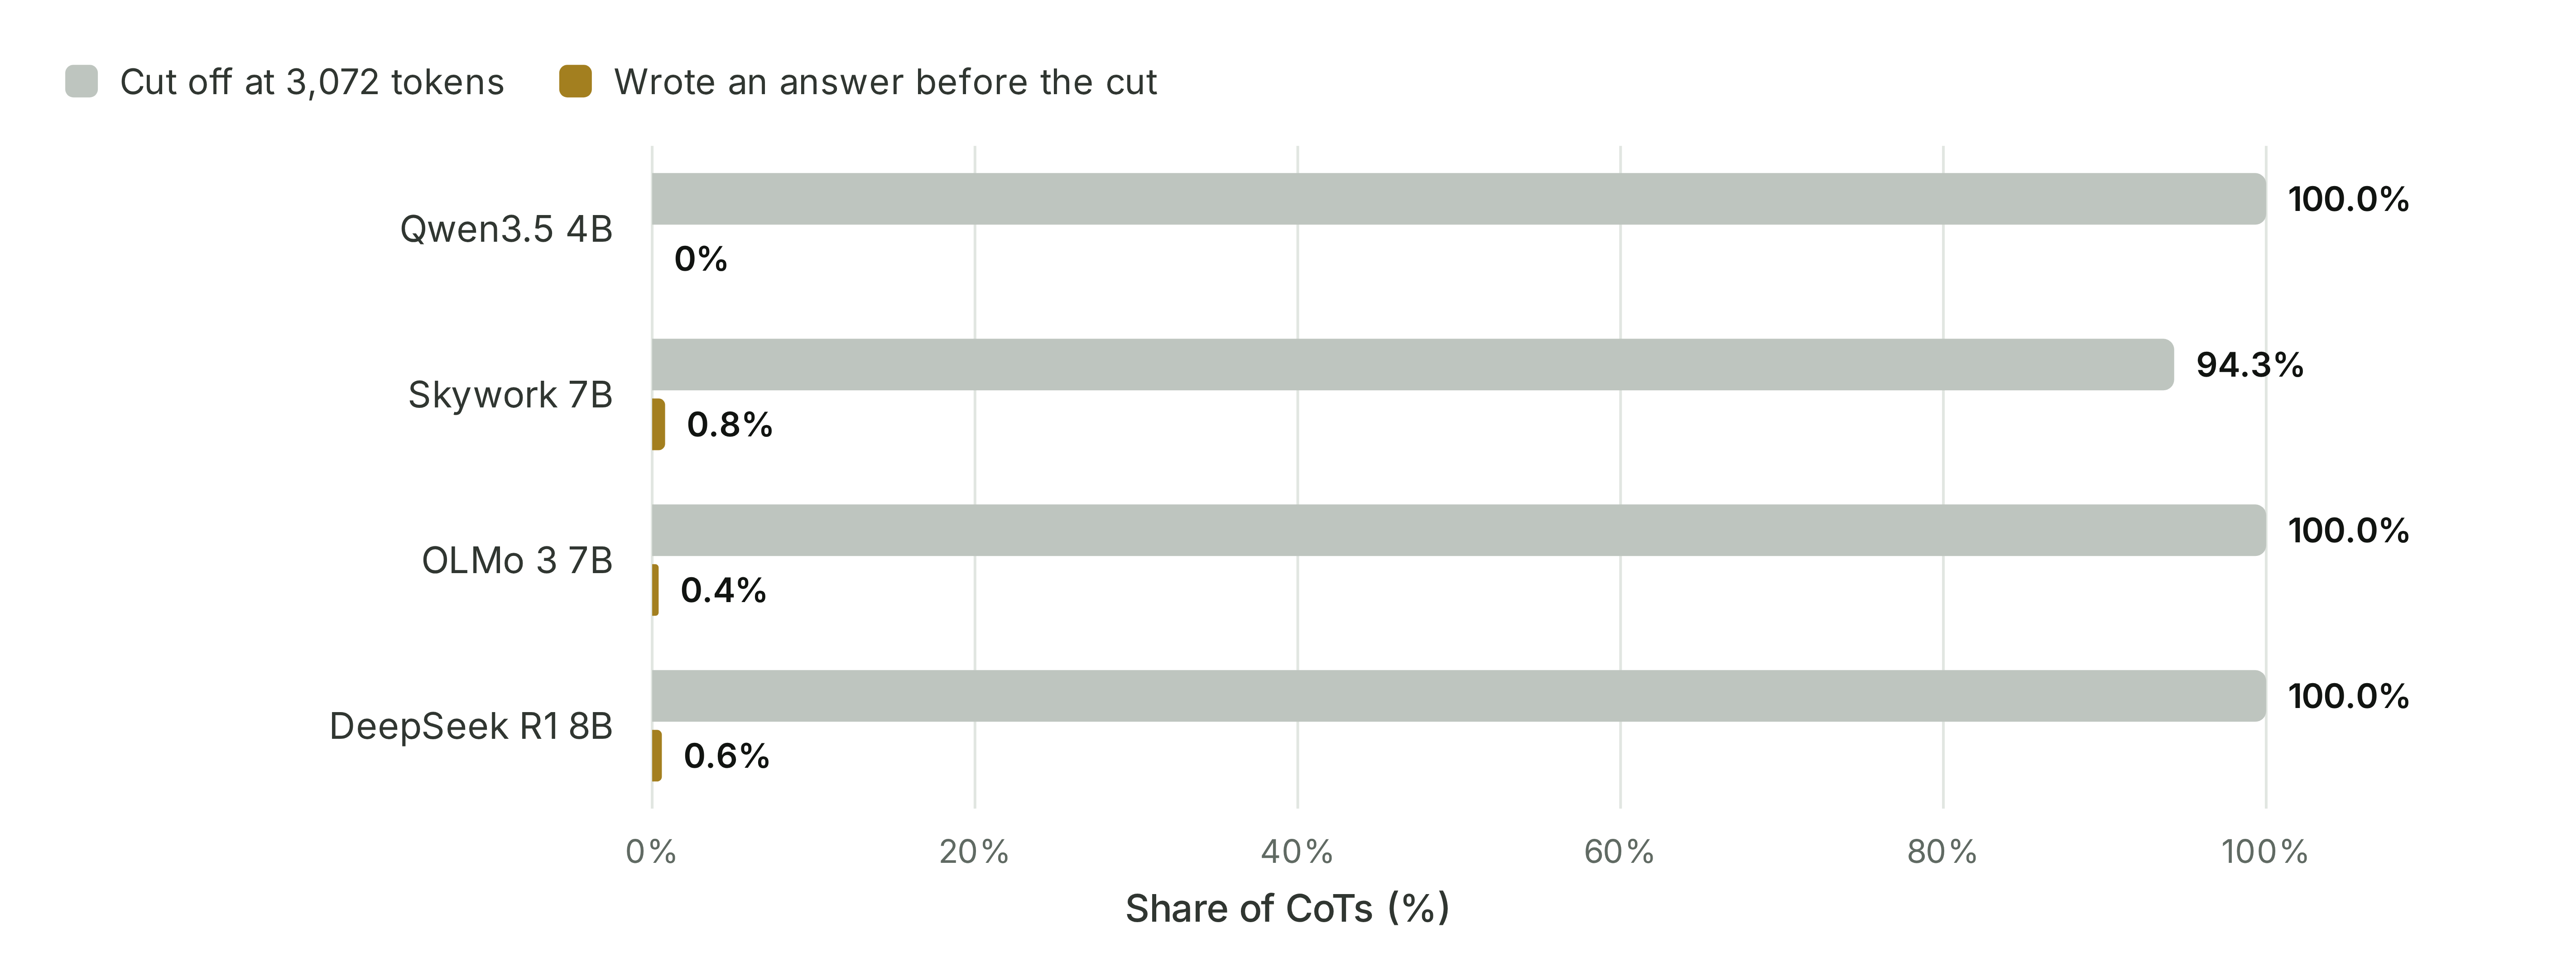 Cut off at 3,072 tokens
Wrote an answer before the cut
Qwen3.5 4B
100.0%
0%
Skywork 7B
94.3%
0.8%
OLMo 3 7B
100.0%
0.4%
DeepSeek R1 8B
100.0%
0.6%
0%
20%
40%
60%
80%
100%
Share of CoTs (%)